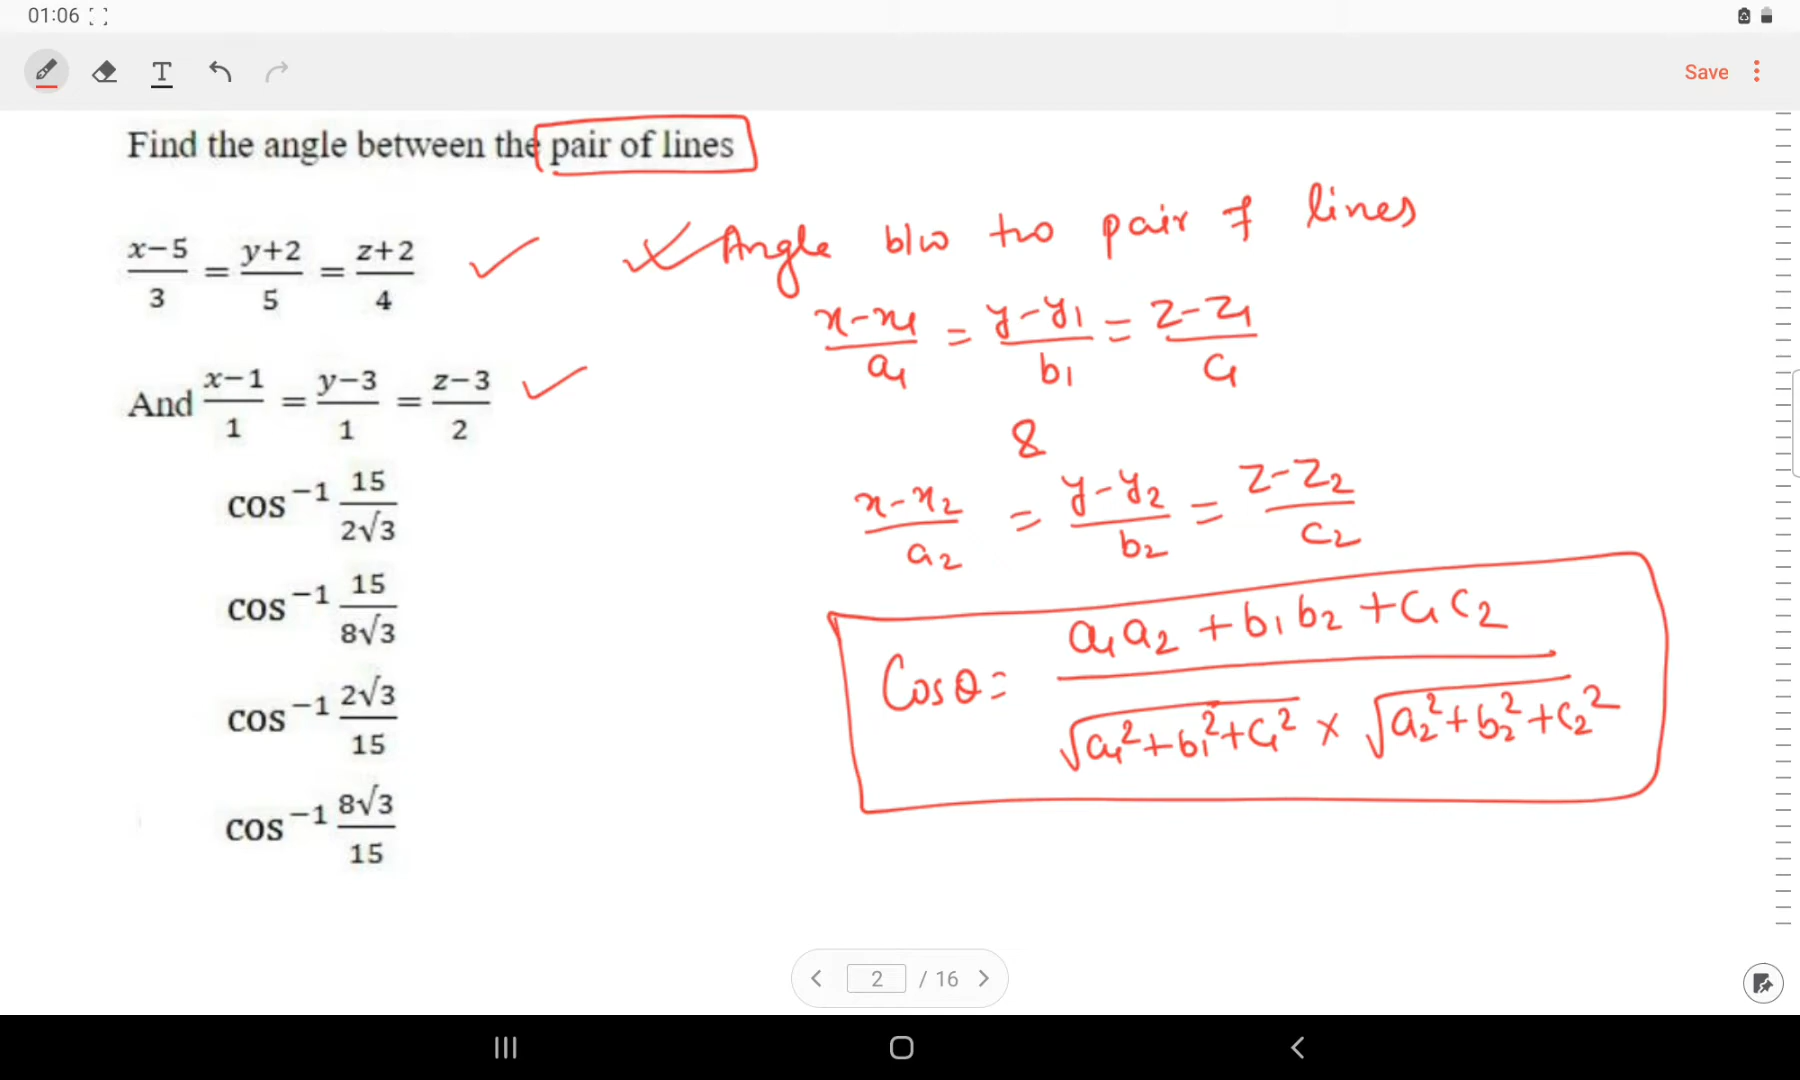 01:06
T
Save
Find the angle between the pair of lines
x−5/3 = y+2/5 = z+2/4
And x−1/1 = y−3/1 = z−3/2
cos⁻¹ 15/2√3
cos⁻¹ 15/8√3
cos⁻¹ 2√3/15
cos⁻¹ 8√3/15
Angle b/w two pair of lines
x-x₁/a₁ = y-y₁/b₁ = z-z₁/c₁
&
x-x₂/a₂ = y-y₂/b₂ = z-z₂/c₂
Cosθ = a₁a₂ + b₁b₂ + c₁c₂ / √a₁²+b₁²+c₁² × √a₂²+b₂²+c₂²
2 / 16